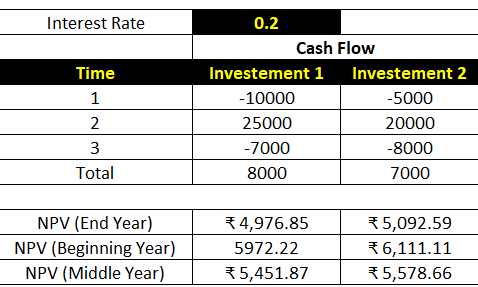 Interest Rate 0.2
Cash Flow
Time Investement 1 Investement 2
1 -10000 -5000
2 25000 20000
3 -7000 -8000
Total 8000 7000
NPV (End Year) ₹ 4,976.85 ₹ 5,092.59
NPV (Beginning Year) 5972.22 ₹ 6,111.11
NPV (Middle Year) ₹ 5,451.87 ₹ 5,578.66